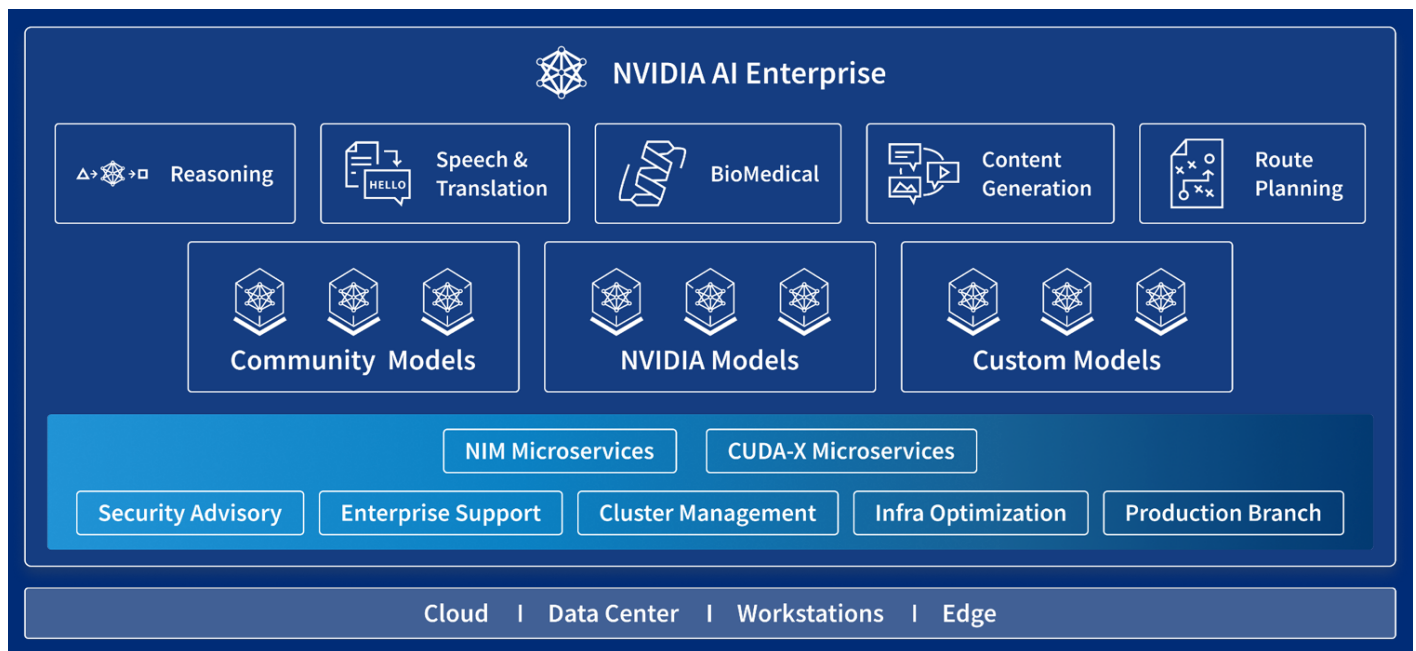 NVIDIA AI Enterprise
Reasoning
Speech &
Translation
HELLO
BioMedical
Content
Generation
Route
Planning
Community Models
NVIDIA Models
Custom Models
NIM Microservices
CUDA-X Microservices
Security Advisory
Enterprise Support
Cluster Management
Infra Optimization
Production Branch
Cloud | Data Center | Workstations | Edge